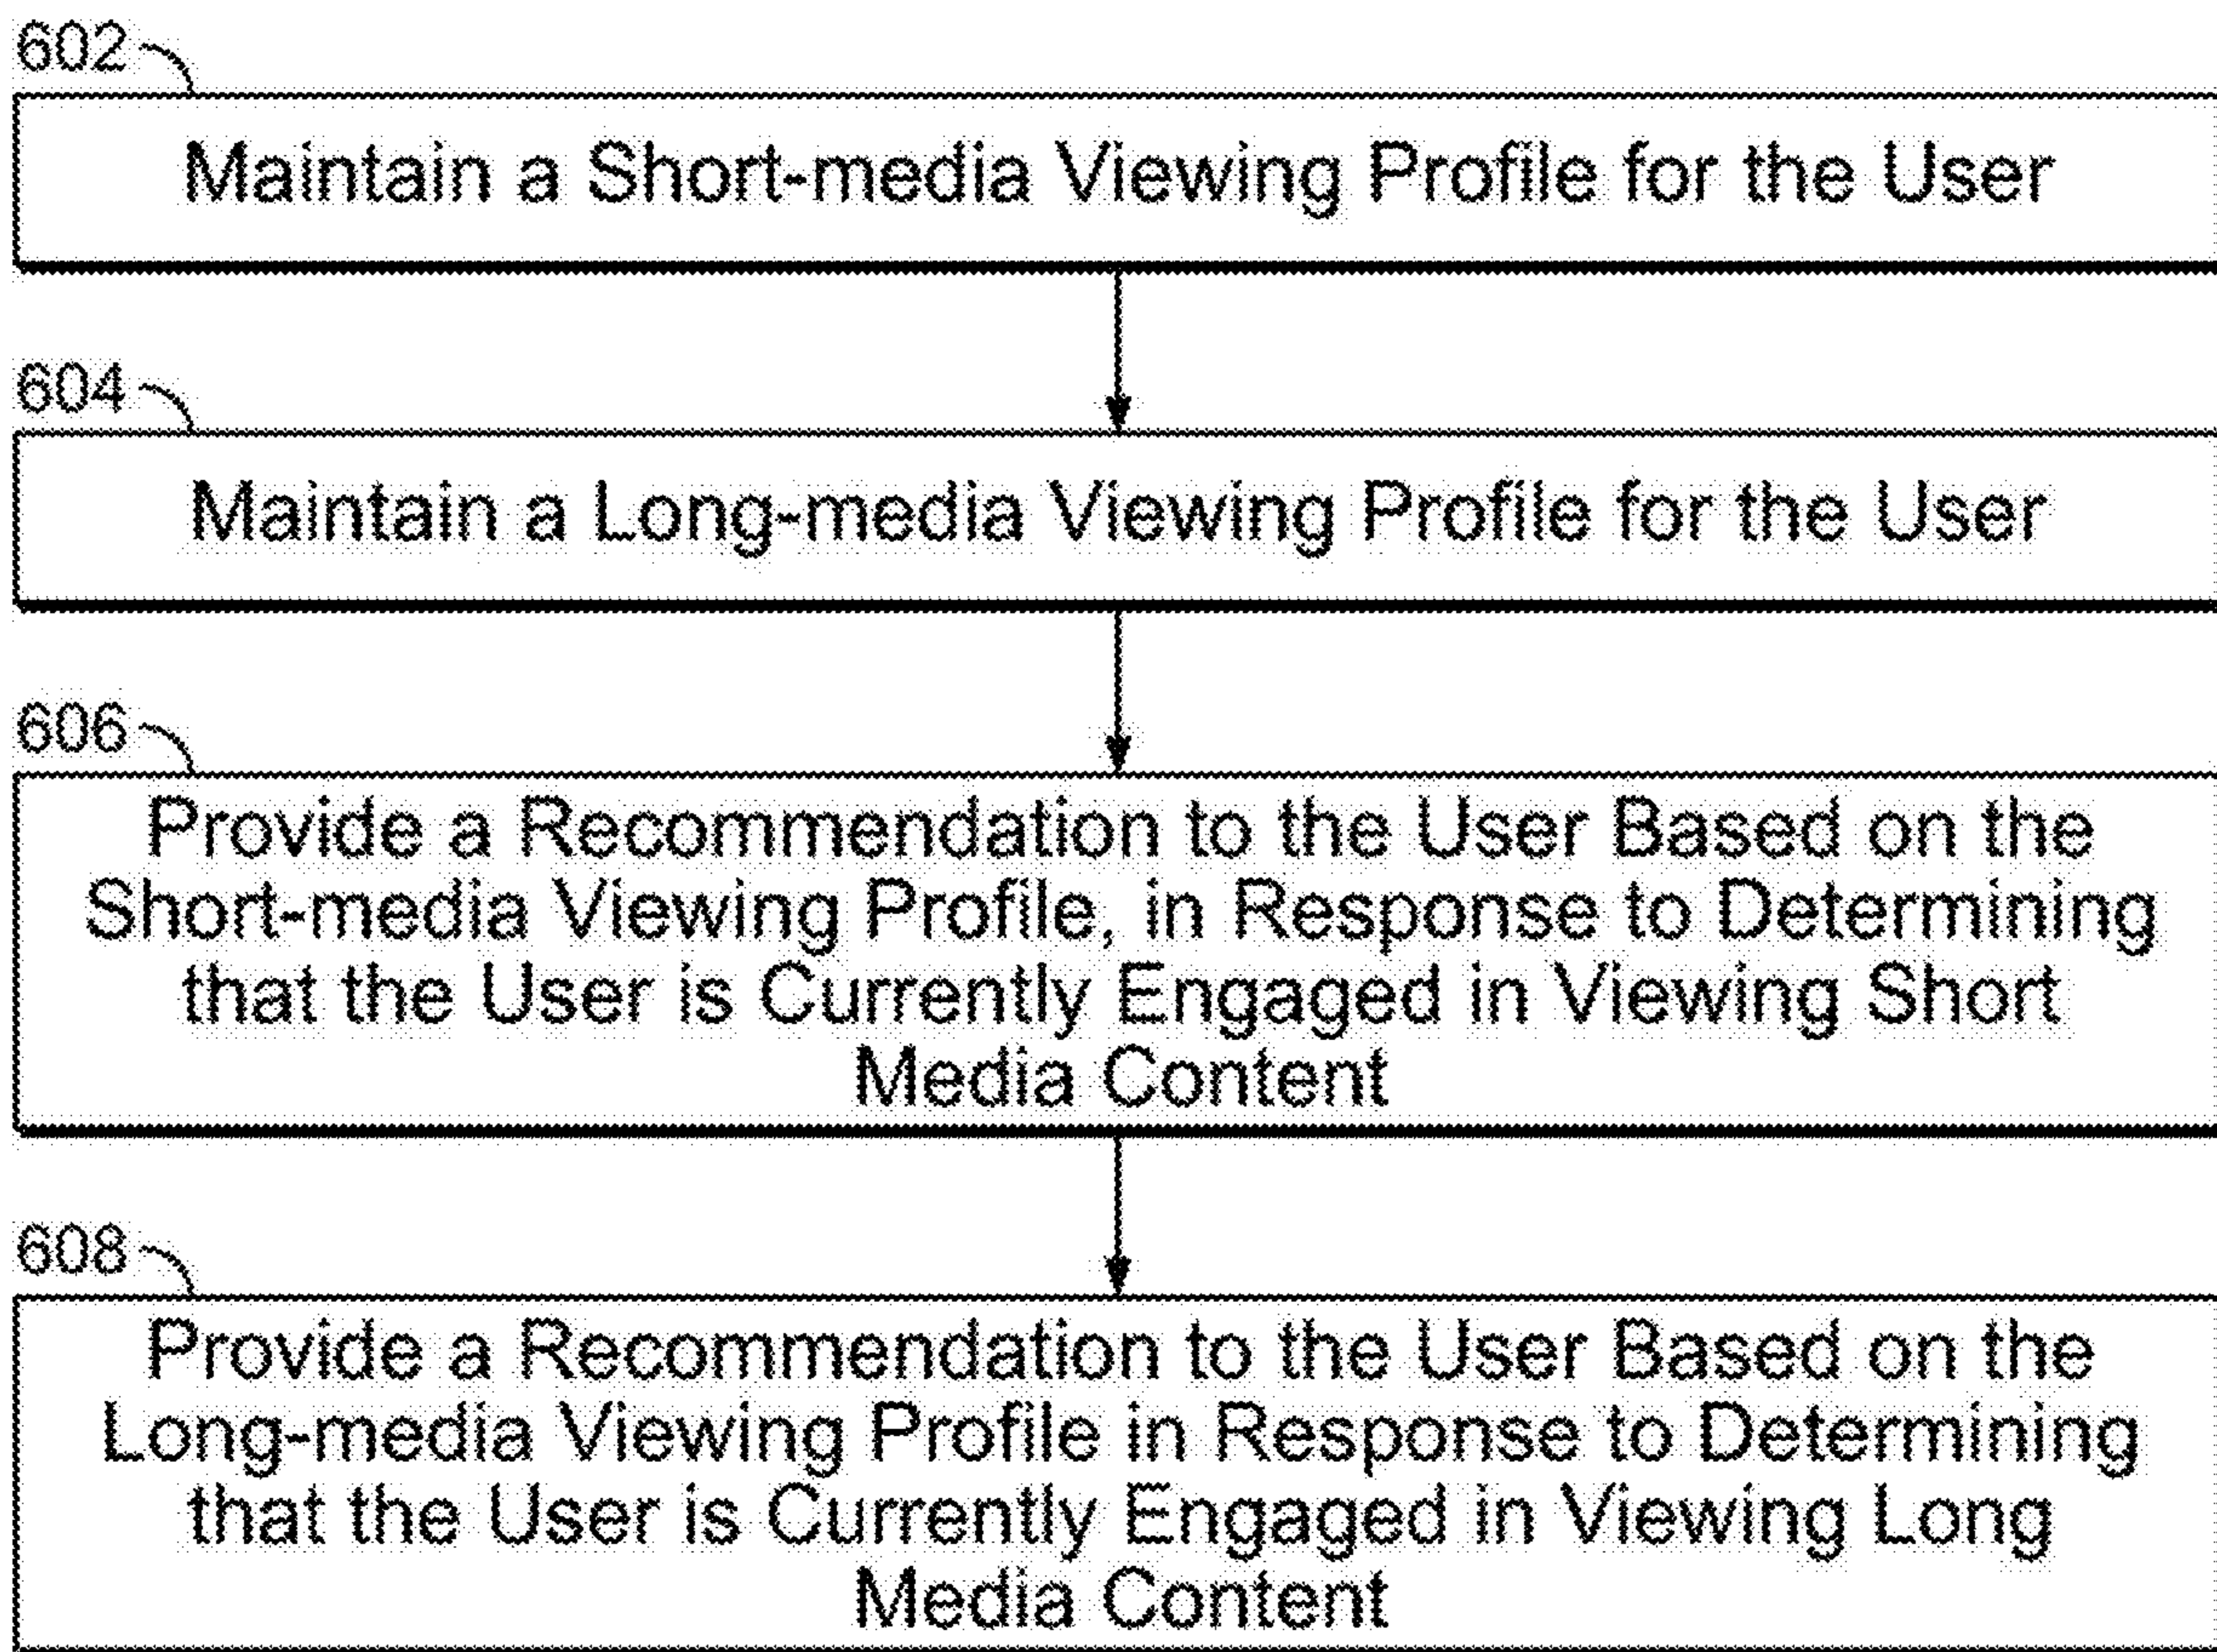 602
Maintain a Short-media Viewing Profile for the User
604
Maintain a Long-media Viewing Profile for the User
606
Provide a Recommendation to the User Based on the
Short-media Viewing Profile, in Response to Determining
that the User is Currently Engaged in Viewing Short
Media Content
608
Provide a Recommendation to the User Based on the
Long-media Viewing Profile in Response to Determining
that the User is Currently Engaged in Viewing Long
Media Content